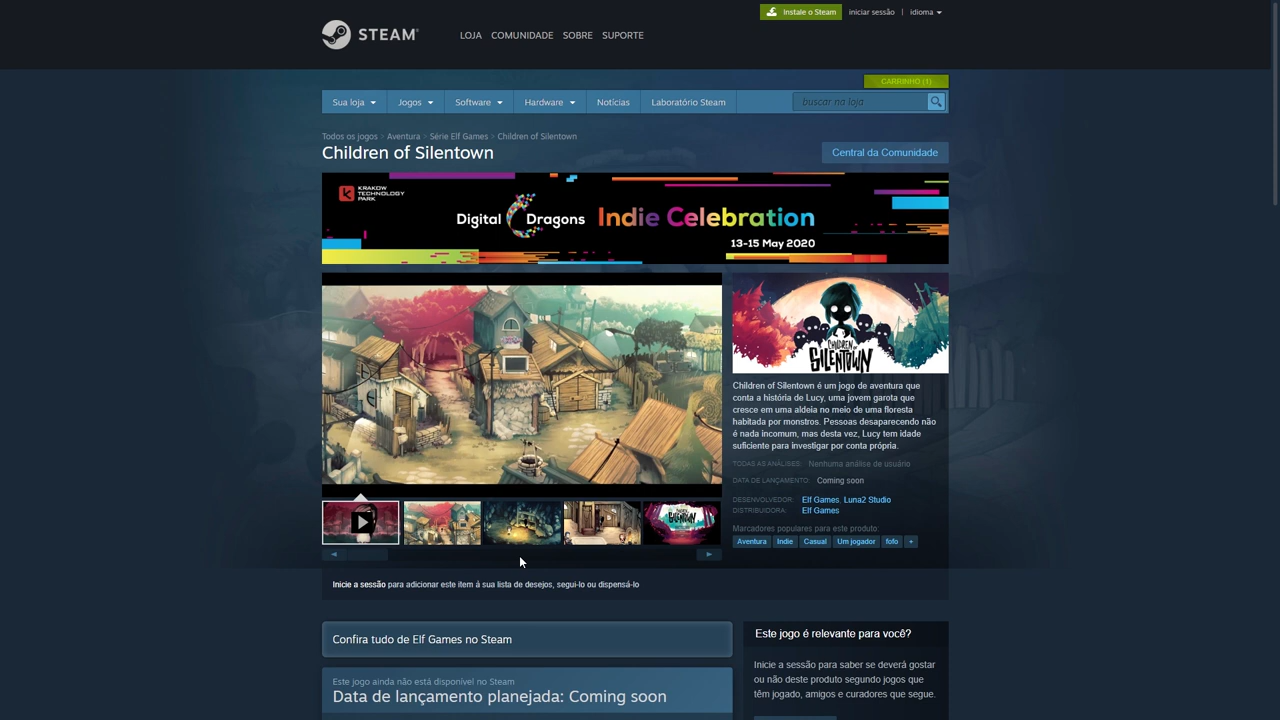 Instale o Steam
iniciar sessão | idioma
STEAM®
LOJA COMUNIDADE SOBRE SUPORTE
CARRINHO (1)
Sua loja Jogos Software Hardware Notícias Laboratório Steam
buscar na loja
Todos os jogos > Aventura > Série Elf Games > Children of Silentown
Children of Silentown
Central da Comunidade
KRAKOW
TECHNOLOGY
PARK
Digital Dragons Indie Celebration
13-15 May 2020
CHILDREN
OF
SILENTOWN
Children of Silentown é um jogo de aventura que
conta a história de Lucy, uma jovem garota que
cresce em uma aldeia no meio de uma floresta
habitada por monstros. Pessoas desaparecendo não
é nada incomum, mas desta vez, Lucy tem idade
suficiente para investigar por conta própria.
TODAS AS ANÁLISES: Nenhuma análise de usuário
DATA DE LANÇAMENTO: Coming soon
DESENVOLVEDOR: Elf Games, Luna2 Studio
DISTRIBUIDORA: Elf Games
Marcadores populares para este produto:
Aventura Indie Casual Um jogador fofo +
Inicie a sessão para adicionar este item à sua lista de desejos, segui-lo ou dispensá-lo
Confira tudo de Elf Games no Steam
Este jogo ainda não está disponível no Steam
Data de lançamento planejada: Coming soon
Este jogo é relevante para você?
Inicie a sessão para saber se deverá gostar
ou não deste produto segundo jogos que
têm jogado, amigos e curadores que segue.